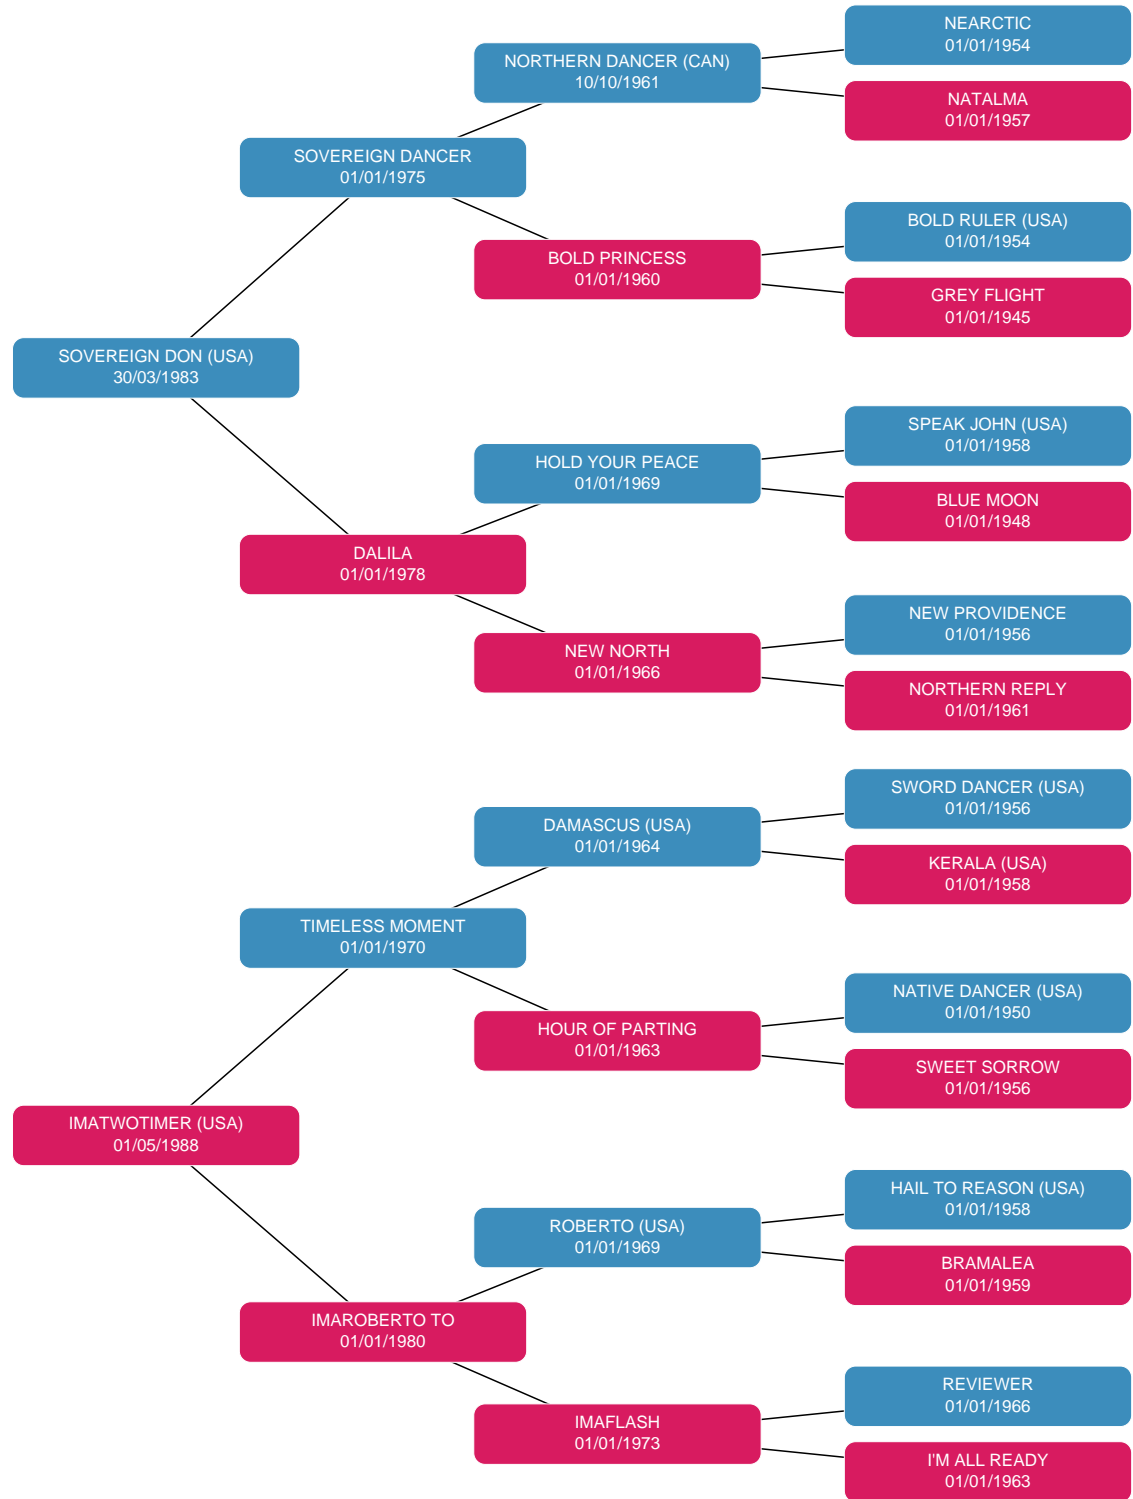 NEARCTIC
01/01/1954
NORTHERN DANCER (CAN)
10/10/1961
NATALMA
01/01/1957
SOVEREIGN DANCER
01/01/1975
BOLD RULER (USA)
01/01/1954
BOLD PRINCESS
01/01/1960
GREY FLIGHT
01/01/1945
SOVEREIGN DON (USA)
30/03/1983
SPEAK JOHN (USA)
01/01/1958
HOLD YOUR PEACE
01/01/1969
BLUE MOON
01/01/1948
DALILA
01/01/1978
NEW PROVIDENCE
01/01/1956
NEW NORTH
01/01/1966
NORTHERN REPLY
01/01/1961
SWORD DANCER (USA)
01/01/1956
DAMASCUS (USA)
01/01/1964
KERALA (USA)
01/01/1958
TIMELESS MOMENT
01/01/1970
NATIVE DANCER (USA)
01/01/1950
HOUR OF PARTING
01/01/1963
SWEET SORROW
01/01/1956
IMATWOTIMER (USA)
01/05/1988
HAIL TO REASON (USA)
01/01/1958
ROBERTO (USA)
01/01/1969
BRAMALEA
01/01/1959
IMAROBERTO TO
01/01/1980
REVIEWER
01/01/1966
IMAFLASH
01/01/1973
I'M ALL READY
01/01/1963